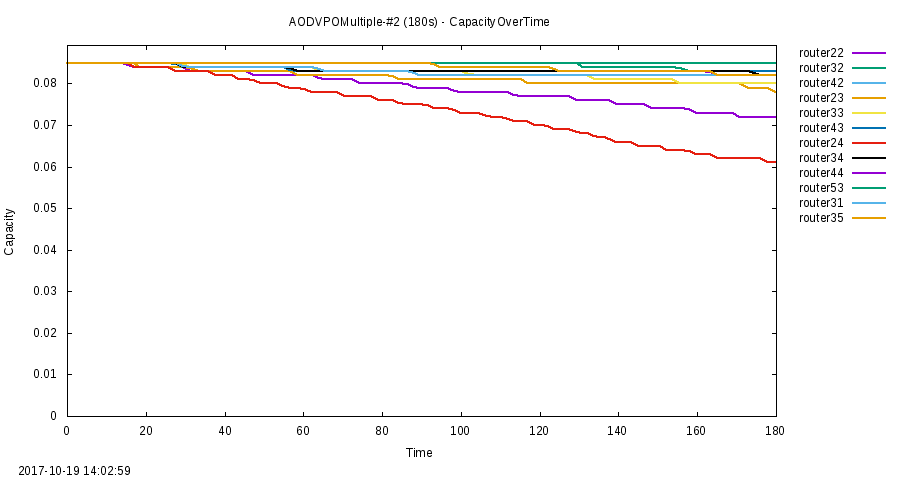 AODVPOMultiple-#2 (180s) - CapacityOverTime
router22
router32
router42
router23
router33
router43
router24
router34
router44
router53
router31
router35
0.08
0.07
0.06
0.05
0.04
0.03
0.02
0.01
0
Capacity
0 20 40 60 80 100 120 140 160 180
Time
2017-10-19 14:02:59